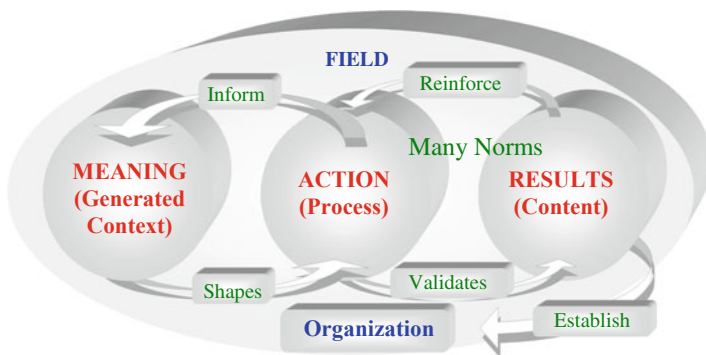 FIELD
Inform
Reinforce
Many Norms
MEANING
(Generated
Context)
ACTION
(Process)
RESULTS
(Content)
Shapes
Validates
Organization
Establish